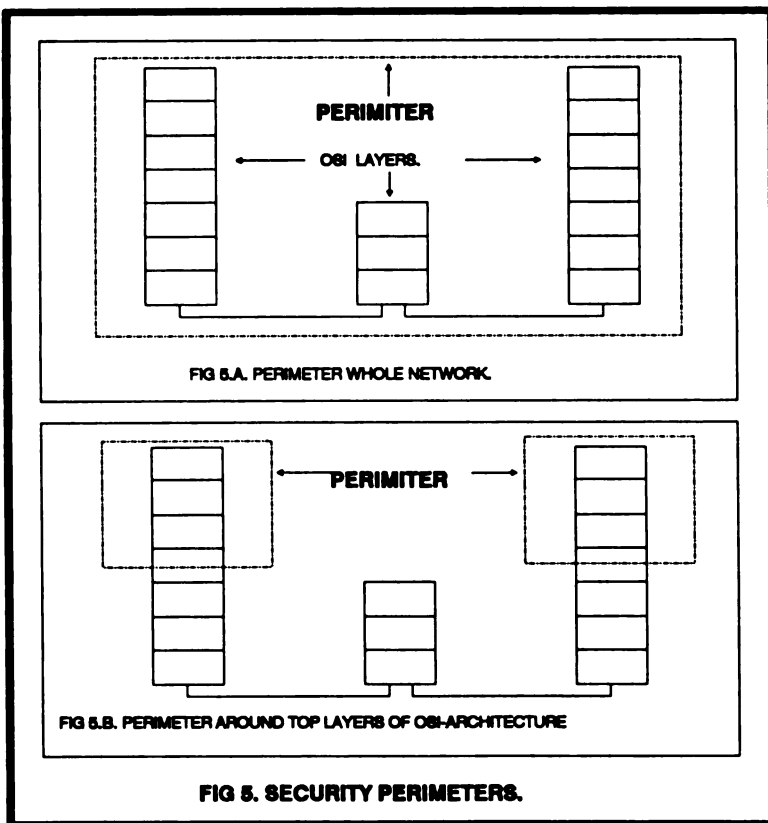 PERIMITER
OSI LAYERS.
FIG 5.A. PERIMETER WHOLE NETWORK.
PERIMITER
FIG 5.B. PERIMETER AROUND TOP LAYERS OF OSI-ARCHITECTURE
FIG 5. SECURITY PERIMETERS.